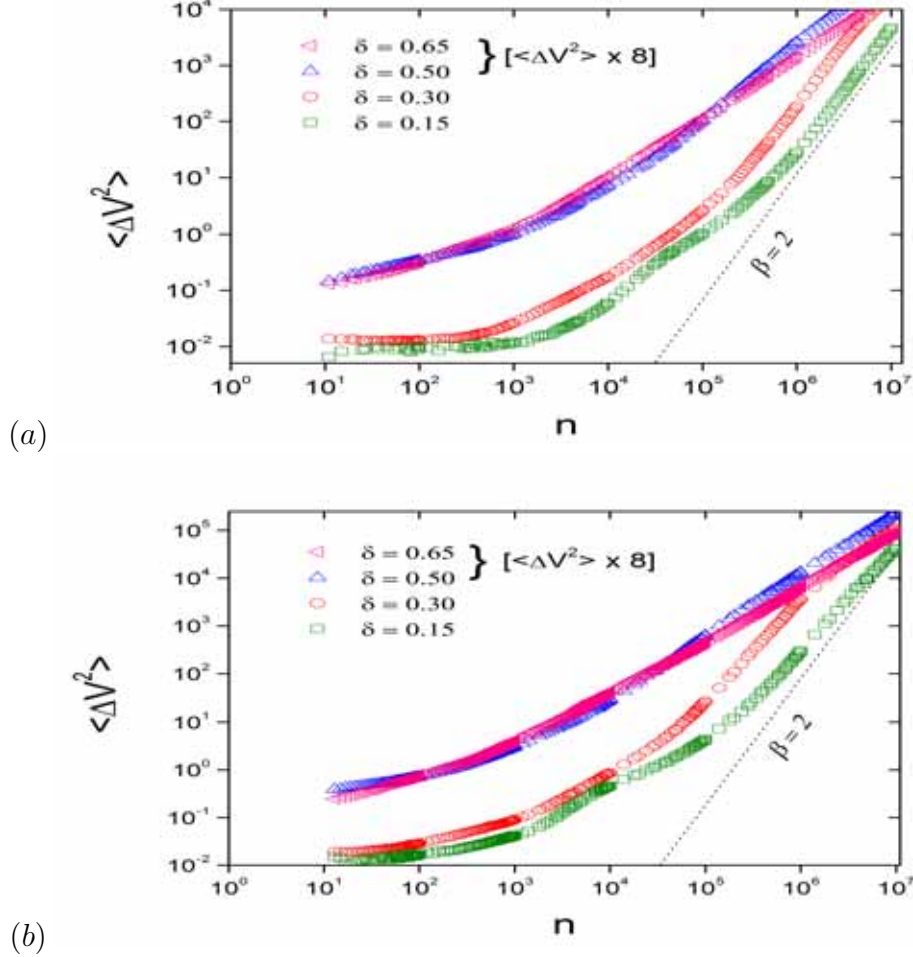 10⁴
10³
10²
10¹
10⁰
10⁻¹
10⁻²
<ΔV²>
δ = 0.65
δ = 0.50
δ = 0.30
δ = 0.15
} [<ΔV²> x 8]
β = 2
10⁰ 10¹ 10² 10³ 10⁴ 10⁵ 10⁶ 10⁷
n
(a)
10⁵
10⁴
10³
10²
10¹
10⁰
10⁻¹
10⁻²
<ΔV²>
δ = 0.65
δ = 0.50
δ = 0.30
δ = 0.15
} [<ΔV²> x 8]
β = 2
10⁰ 10¹ 10² 10³ 10⁴ 10⁵ 10⁶ 10⁷
n
(b)